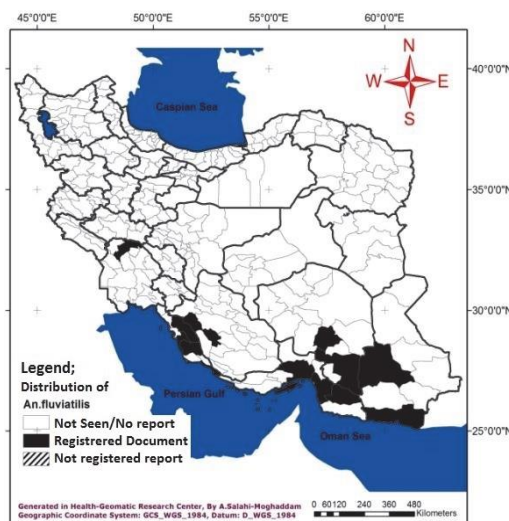 45°0'0"E 50°0'0"E 55°0'0"E 60°0'0"E
N
W E
S
40°0'0"N
Caspian Sea
35°0'0"N
30°0'0"N
Legend;
Distribution of
An.fluviatilis
Not Seen/No report
Registrered Document
Not registered report
Persian Gulf
Oman Sea
25°0'0"N
Generated in Health-Geomatic Research Center, By A.Salahi-Moghaddam
Geographic Coordinate System: GCS_WGS_1984, Datum: D_WGS_1984
0 60120 240 360 480
Kilometers